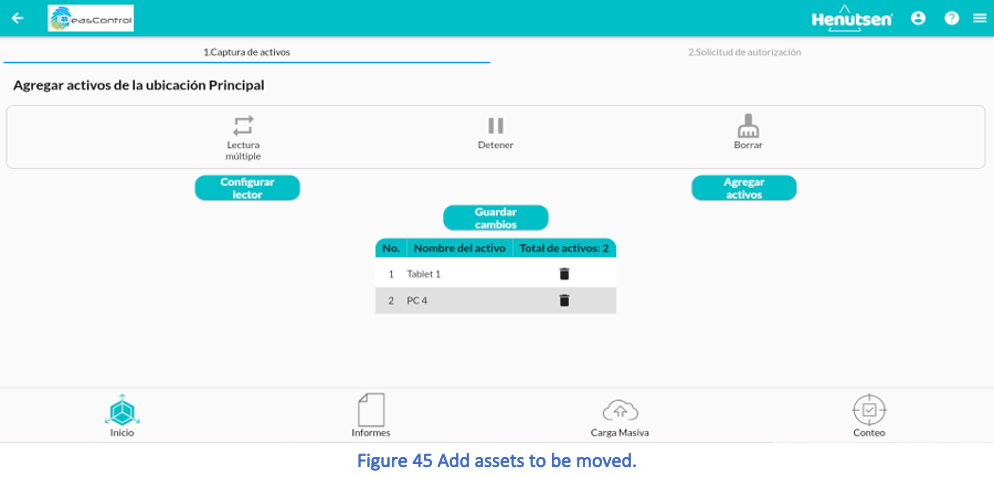 easControl
Henutsen
1.Captura de activos
2.Solicitud de autorización
Agregar activos de la ubicación Principal
Lectura
múltiple
Detener
Borrar
Configurar
lector
Agregar
activos
Guardar
cambios
No. Nombre del activo Total de activos: 2
1 Tablet 1
2 PC 4
Inicio
Informes
Carga Masiva
Conteo
Figure 45 Add assets to be moved.